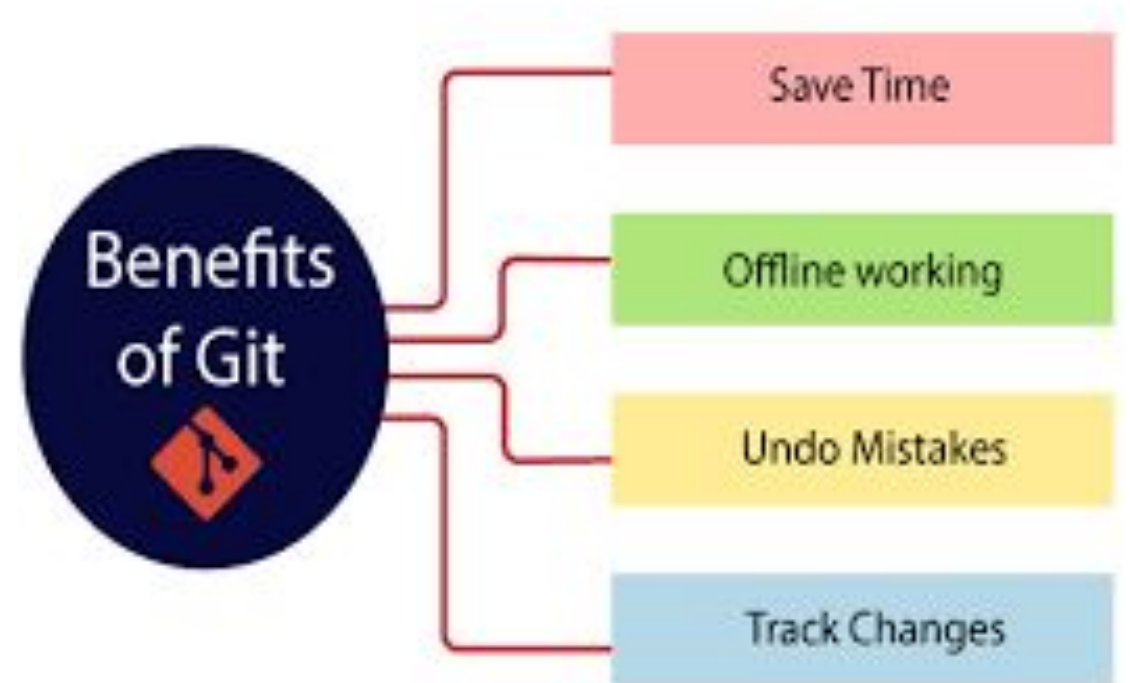 Benefits
of Git
Save Time
Offline working
Undo Mistakes
Track Changes